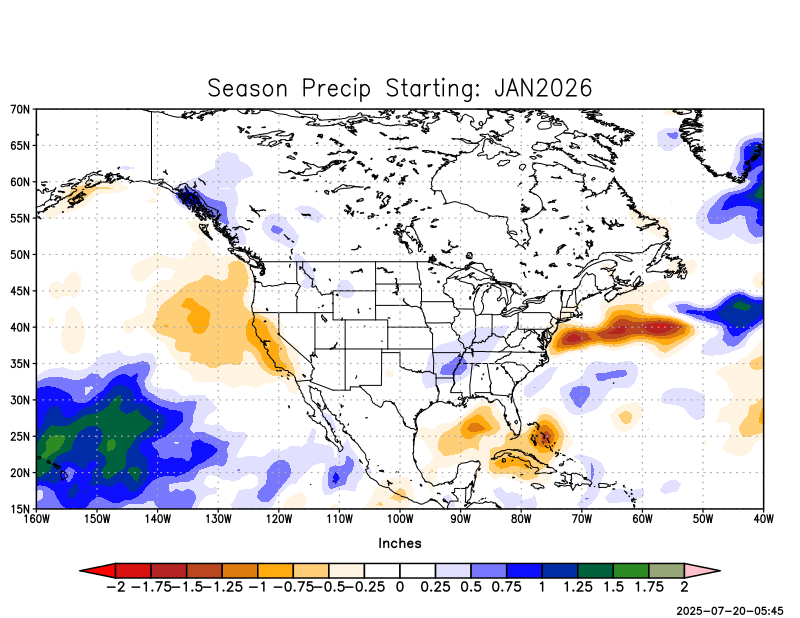 Season Precip Starting: JAN2026
70N
65N
60N
55N
50N
45N
40N
35N
30N
25N
20N
15N
160W 150W 140W 130W 120W 110W 100W 90W 80W 70W 60W 50W 40W
Inches
-2 -1.75 -1.5 -1.25 -1 -0.75 -0.5 -0.25 0 0.25 0.5 0.75 1 1.25 1.5 1.75 2
2025-07-20-05:45